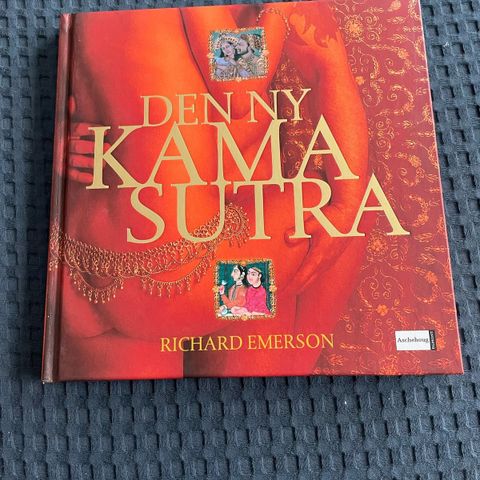 DEN NY
KAMA
SUTRA
RICHARD EMERSON
Aschehoug